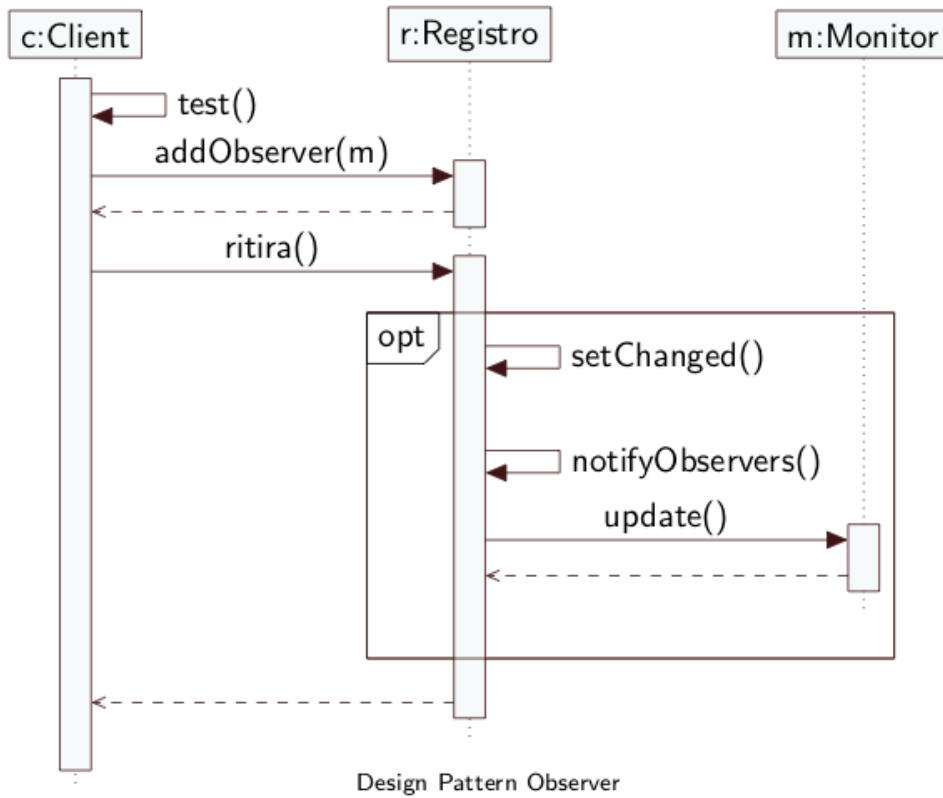 c:Client
r:Registro
m:Monitor
test()
addObserver(m)
ritira()
opt
setChanged()
notifyObservers()
update()
Design Pattern Observer